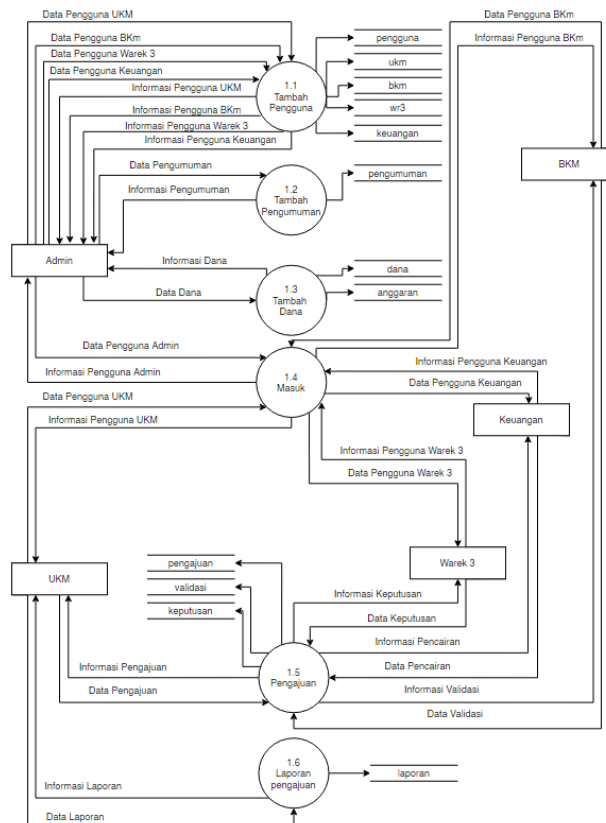 Data Pengguna UKM
Data Pengguna BKm
Data Pengguna BKm
Informasi Pengguna BKm
Data Pengguna Warek 3
Data Pengguna Keuangan
Informasi Pengguna UKM
Informasi Pengguna BKm
Informasi Pengguna Warek 3
Informasi Pengguna Keuangan
1.1
Tambah
Pengguna
pengguna
ukm
bkm
wr3
keuangan
BKM
Data Pengumuman
Informasi Pengumuman
1.2
Tambah
Pengumuman
pengumuman
Admin
Informasi Dana
Data Dana
1.3
Tambah
Dana
dana
anggaran
Data Pengguna Admin
Informasi Pengguna Admin
1.4
Masuk
Informasi Pengguna Keuangan
Data Pengguna Keuangan
Data Pengguna UKM
Informasi Pengguna UKM
Keuangan
Informasi Pengguna Warek 3
Data Pengguna Warek 3
pengajuan
validasi
keputusan
Warek 3
UKM
Informasi Keputusan
Data Keputusan
Informasi Pencairan
Data Pencairan
Informasi Validasi
Data Validasi
Informasi Pengajuan
Data Pengajuan
1.5
Pengajuan
1.6
Laporan
pengajuan
laporan
Informasi Laporan
Data Laporan